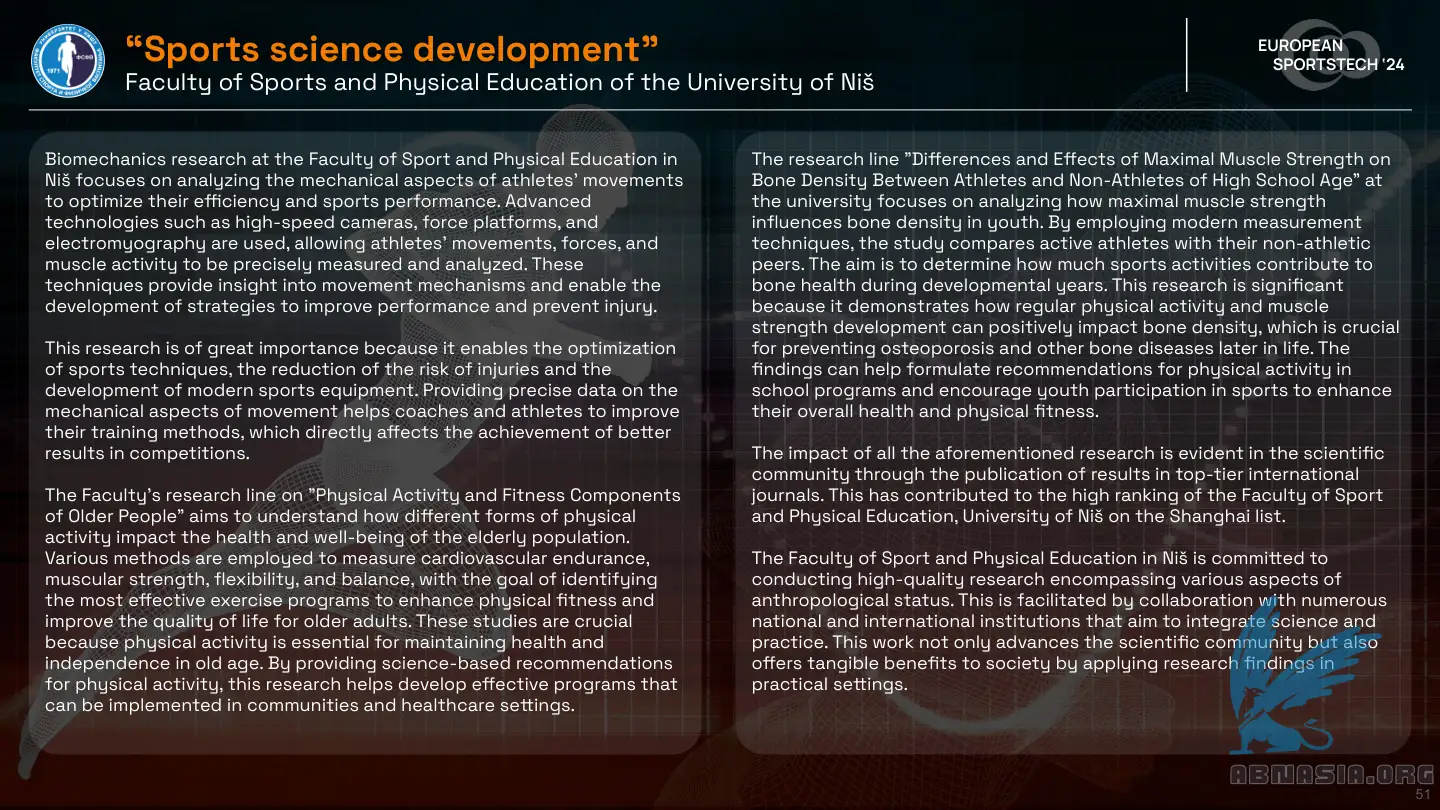 “Sports science development”
Faculty of Sports and Physical Education of the University of Niš
EUROPEAN
SPORTSTECH '24
ФСФВ
1971
Biomechanics research at the Faculty of Sport and Physical Education in
Niš focuses on analyzing the mechanical aspects of athletes' movements
to optimize their efficiency and sports performance. Advanced
technologies such as high-speed cameras, force platforms, and
electromyography are used, allowing athletes' movements, forces, and
muscle activity to be precisely measured and analyzed. These
techniques provide insight into movement mechanisms and enable the
development of strategies to improve performance and prevent injury.
This research is of great importance because it enables the optimization
of sports techniques, the reduction of the risk of injuries and the
development of modern sports equipment. Providing precise data on the
mechanical aspects of movement helps coaches and athletes to improve
their training methods, which directly affects the achievement of better
results in competitions.
The Faculty's research line on ”Physical Activity and Fitness Components
of Older People” aims to understand how different forms of physical
activity impact the health and well-being of the elderly population.
Various methods are employed to measure cardiovascular endurance,
muscular strength, flexibility, and balance, with the goal of identifying
the most effective exercise programs to enhance physical fitness and
improve the quality of life for older adults. These studies are crucial
because physical activity is essential for maintaining health and
independence in old age. By providing science-based recommendations
for physical activity, this research helps develop effective programs that
can be implemented in communities and healthcare settings.
The research line ”Differences and Effects of Maximal Muscle Strength on
Bone Density Between Athletes and Non-Athletes of High School Age” at
the university focuses on analyzing how maximal muscle strength
influences bone density in youth. By employing modern measurement
techniques, the study compares active athletes with their non-athletic
peers. The aim is to determine how much sports activities contribute to
bone health during developmental years. This research is significant
because it demonstrates how regular physical activity and muscle
strength development can positively impact bone density, which is crucial
for preventing osteoporosis and other bone diseases later in life. The
findings can help formulate recommendations for physical activity in
school programs and encourage youth participation in sports to enhance
their overall health and physical fitness.
The impact of all the aforementioned research is evident in the scientific
community through the publication of results in top-tier international
journals. This has contributed to the high ranking of the Faculty of Sport
and Physical Education, University of Niš on the Shanghai list.
The Faculty of Sport and Physical Education in Niš is committed to
conducting high-quality research encompassing various aspects of
anthropological status. This is facilitated by collaboration with numerous
national and international institutions that aim to integrate science and
practice. This work not only advances the scientific community but also
offers tangible benefits to society by applying research findings in
practical settings.
ABNASIA.ORG
51